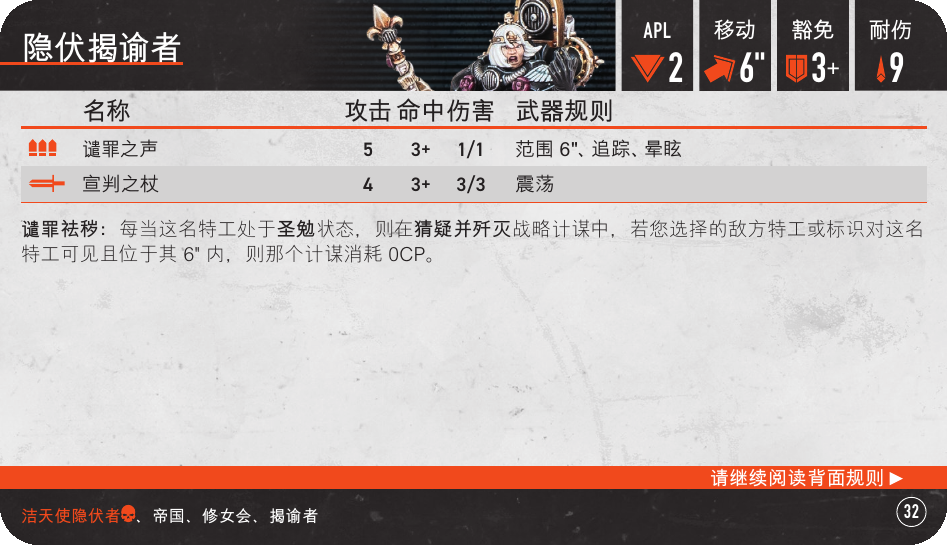 隐伏揭谕者
APL 移动 豁免 耐伤
2 6" 3+ 9
名称 攻击 命中 伤害 武器规则
谴罪之声 5 3+ 1/1 范围 6"、追踪、晕眩
宣判之杖 4 3+ 3/3 震荡
谴罪祛秽：每当这名特工处于圣勉状态，则在猜疑并歼灭战略计谋中，若您选择的敌方特工或标识对这名
特工可见且位于其 6" 内，则那个计谋消耗 0CP。
请继续阅读背面规则 ▶
洁天使隐伏者、帝国、修女会、揭谕者
32